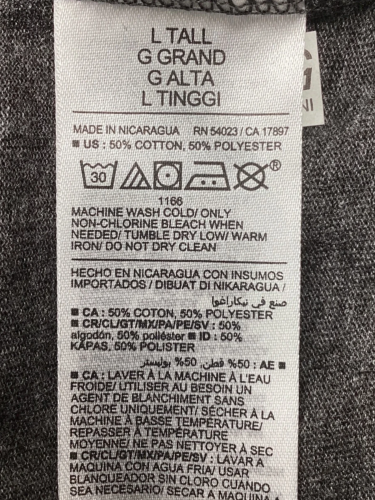 L TALL
G GRAND
G ALTA
L TINGGI
MADE IN NICARAGUA RN 54023 / CA 17897
■ US : 50% COTTON, 50% POLYESTER
30
®
1166
MACHINE WASH COLD/ ONLY
NON-CHLORINE BLEACH WHEN
NEEDED/ TUMBLE DRY LOW/ WARM
IRON/ DO NOT DRY CLEAN
HECHO EN NICARAGUA CON INSUMOS
IMPORTADOS / DIBUAT DI NIKARAGUA /
صنع في نيكاراغوا
■ CA : 50% COTON, 50% POLYESTER
■ CR/CL/GT/MX/PA/PE/SV : 50%
algodón, 50% poliéster ■ ID : 50%
KAPAS, 50% POLISTER
■ AE : 50% قطن, 50% بوليستر
■ CA : LAVER À LA MACHINE À L'EAU
FROIDE/ UTILISER AU BESOIN UN
AGENT DE BLANCHIMENT SANS
CHLORE UNIQUEMENT/ SÉCHER À LA
MACHINE À BASSE TEMPÉRATURE/
REPASSER À TEMPÉRATURE
MOYENNE/ NE PAS NETTOYER À SEC
■ CR/CL/GT/MX/PA/PE/SV : LAVAR A
MAQUINA CON AGUA FRIA/ USAR
BLANQUEADOR SIN CLORO CUANDO
SEA NECESARIO/ SECAR A MAQUINA A